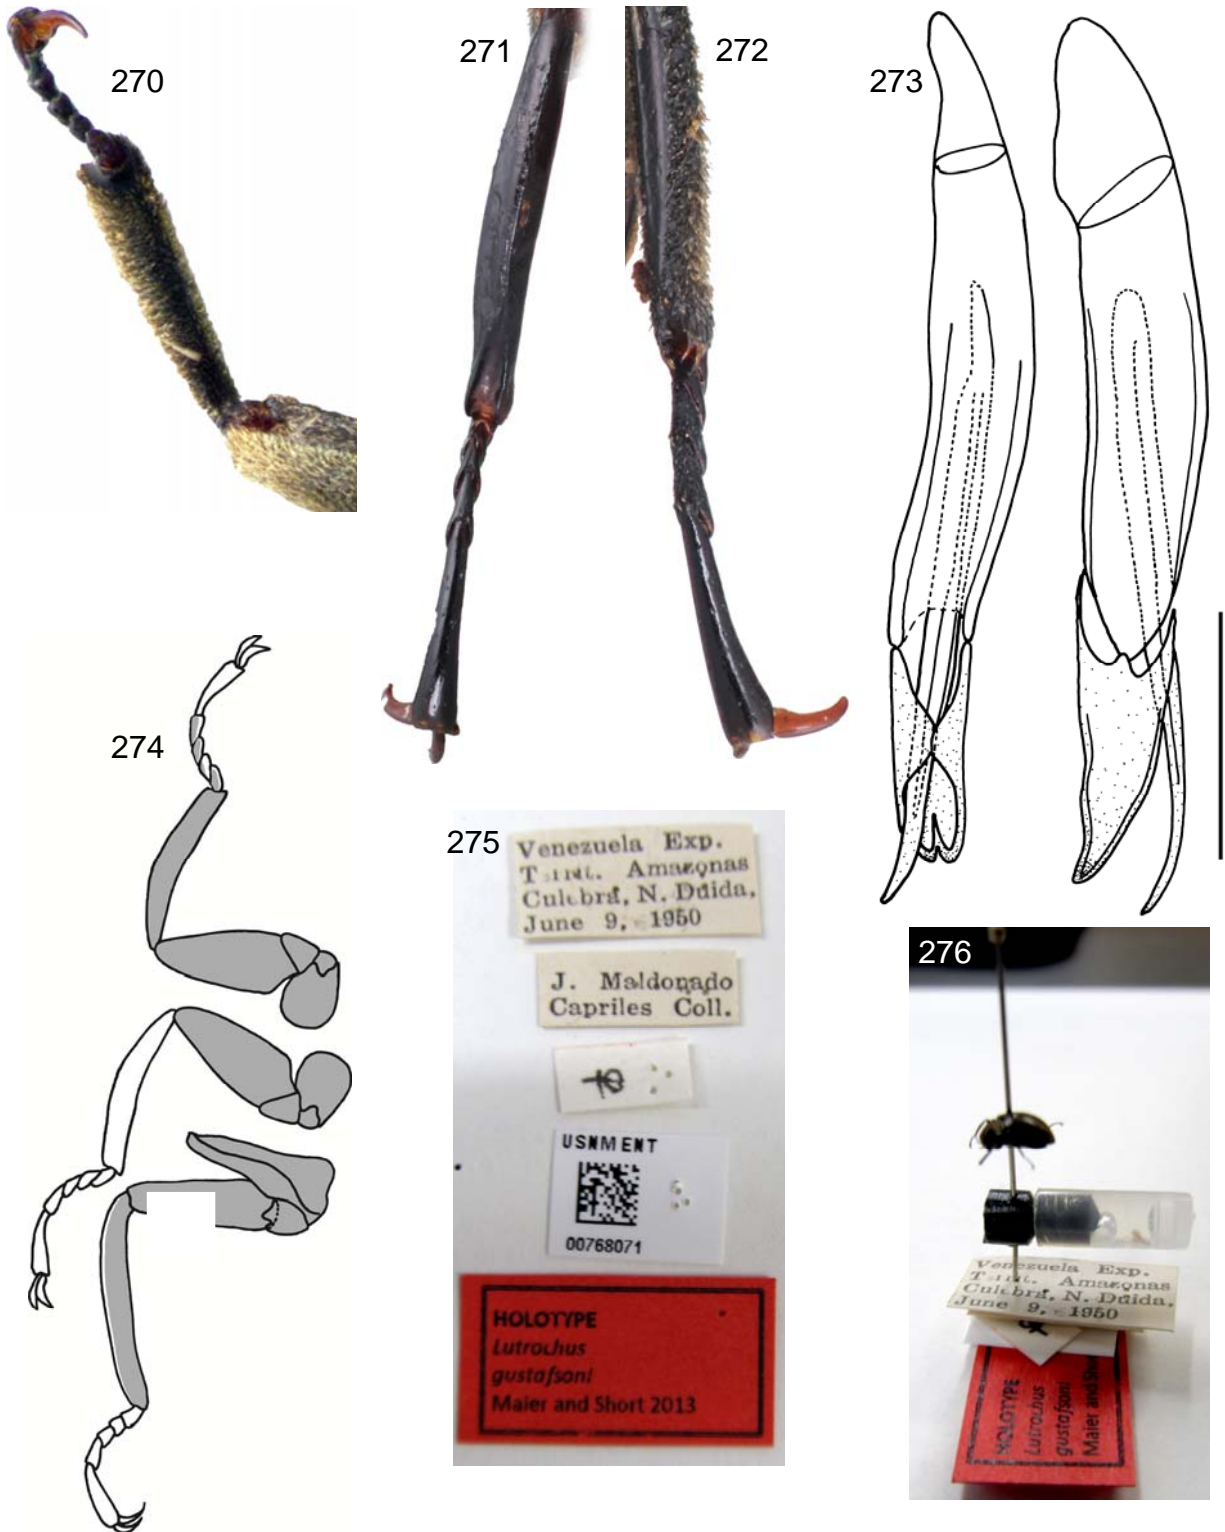 270
271
272
273
274
275
Venezuela Exp.
Amazonas
Culebra, N. Duida,
June 9, 1950
J. Maldonado
Capriles Coll.
USNMENT
00768071
HOLOTYPE
Lutrochus
gustafsoni
Maier and Short 2013
276
Venezuela Exp.
Amazonas
Culebra, N. Duida,
June 9, 1950
HOLOTYPE
Lutrochus
gustafsoni
Maier and